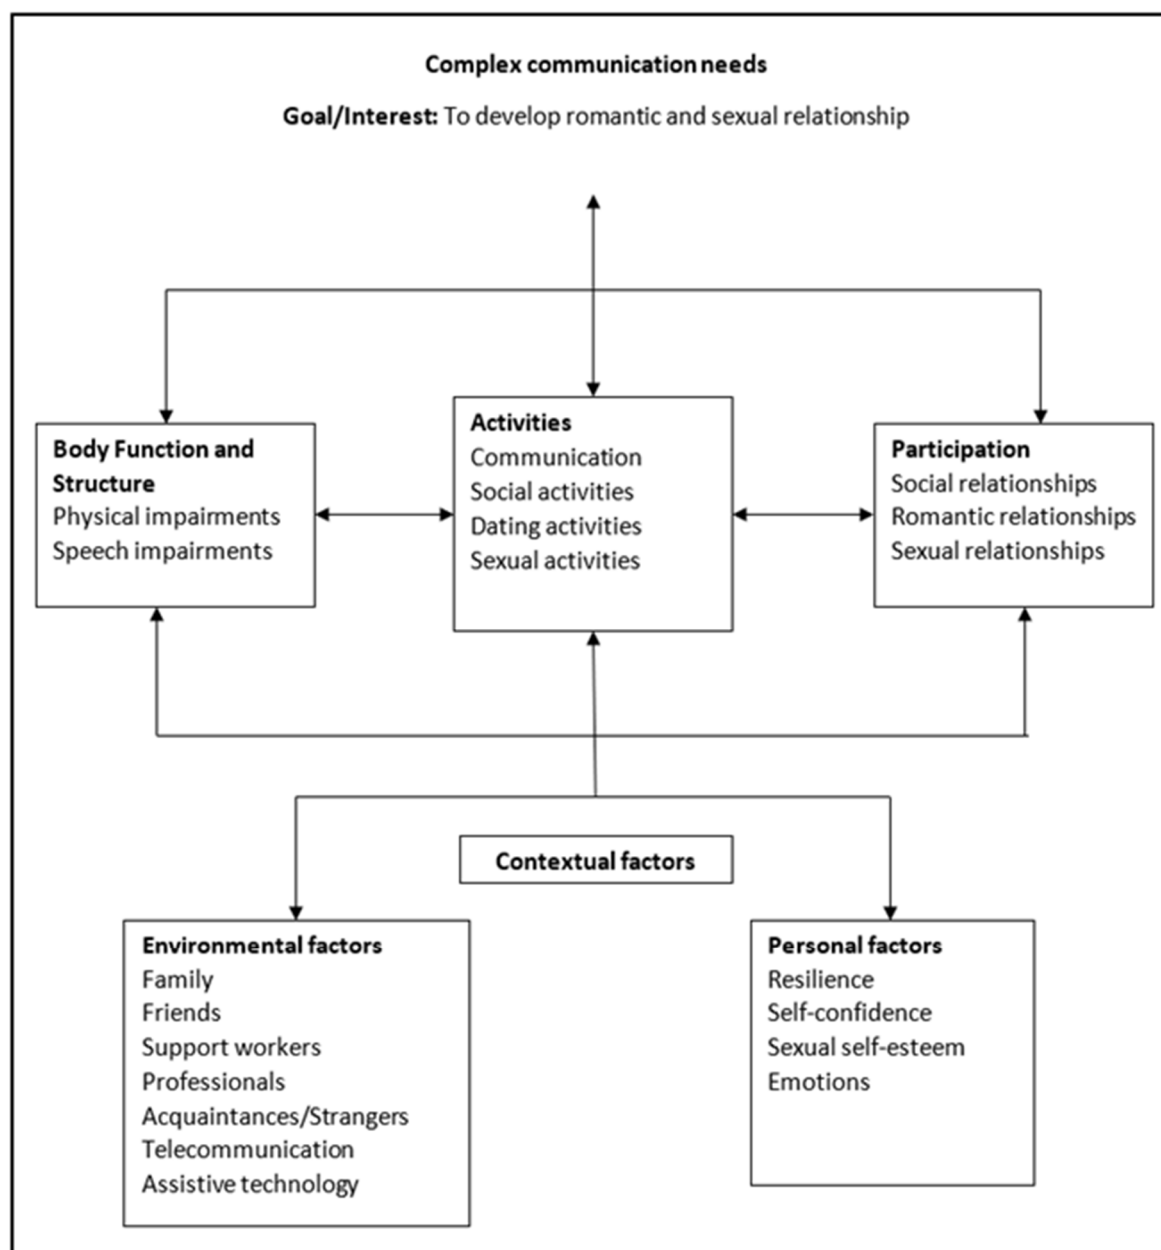 Complex communication needs
Goal/Interest: To develop romantic and sexual relationship
Body Function and
Structure
Physical impairments
Speech impairments
Activities
Communication
Social activities
Dating activities
Sexual activities
Participation
Social relationships
Romantic relationships
Sexual relationships
Contextual factors
Environmental factors
Family
Friends
Support workers
Professionals
Acquaintances/Strangers
Telecommunication
Assistive technology
Personal factors
Resilience
Self-confidence
Sexual self-esteem
Emotions